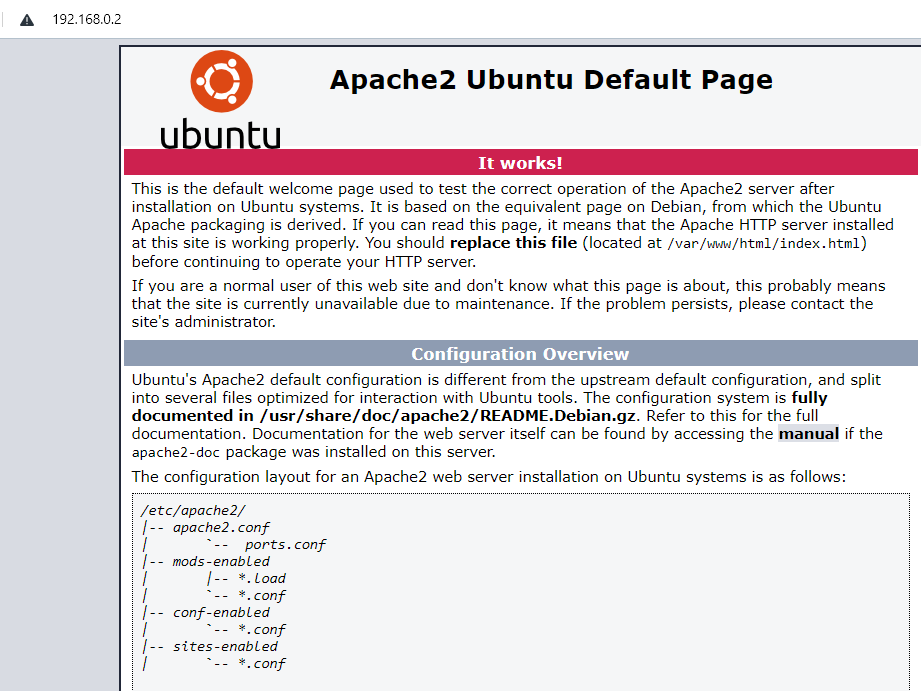 192.168.0.2
ubuntu
Apache2 Ubuntu Default Page
It works!
This is the default welcome page used to test the correct operation of the Apache2 server after
installation on Ubuntu systems. It is based on the equivalent page on Debian, from which the Ubuntu
Apache packaging is derived. If you can read this page, it means that the Apache HTTP server installed
at this site is working properly. You should replace this file (located at /var/www/html/index.html)
before continuing to operate your HTTP server.
If you are a normal user of this web site and don't know what this page is about, this probably means
that the site is currently unavailable due to maintenance. If the problem persists, please contact the
site's administrator.
Configuration Overview
Ubuntu's Apache2 default configuration is different from the upstream default configuration, and split
into several files optimized for interaction with Ubuntu tools. The configuration system is fully
documented in /usr/share/doc/apache2/README.Debian.gz. Refer to this for the full
documentation. Documentation for the web server itself can be found by accessing the manual if the
apache2-doc package was installed on this server.
The configuration layout for an Apache2 web server installation on Ubuntu systems is as follows:
/etc/apache2/
|-- apache2.conf
|       `--  ports.conf
|-- mods-enabled
|       |-- *.load
|       `-- *.conf
|-- conf-enabled
|       `-- *.conf
|-- sites-enabled
|       `-- *.conf